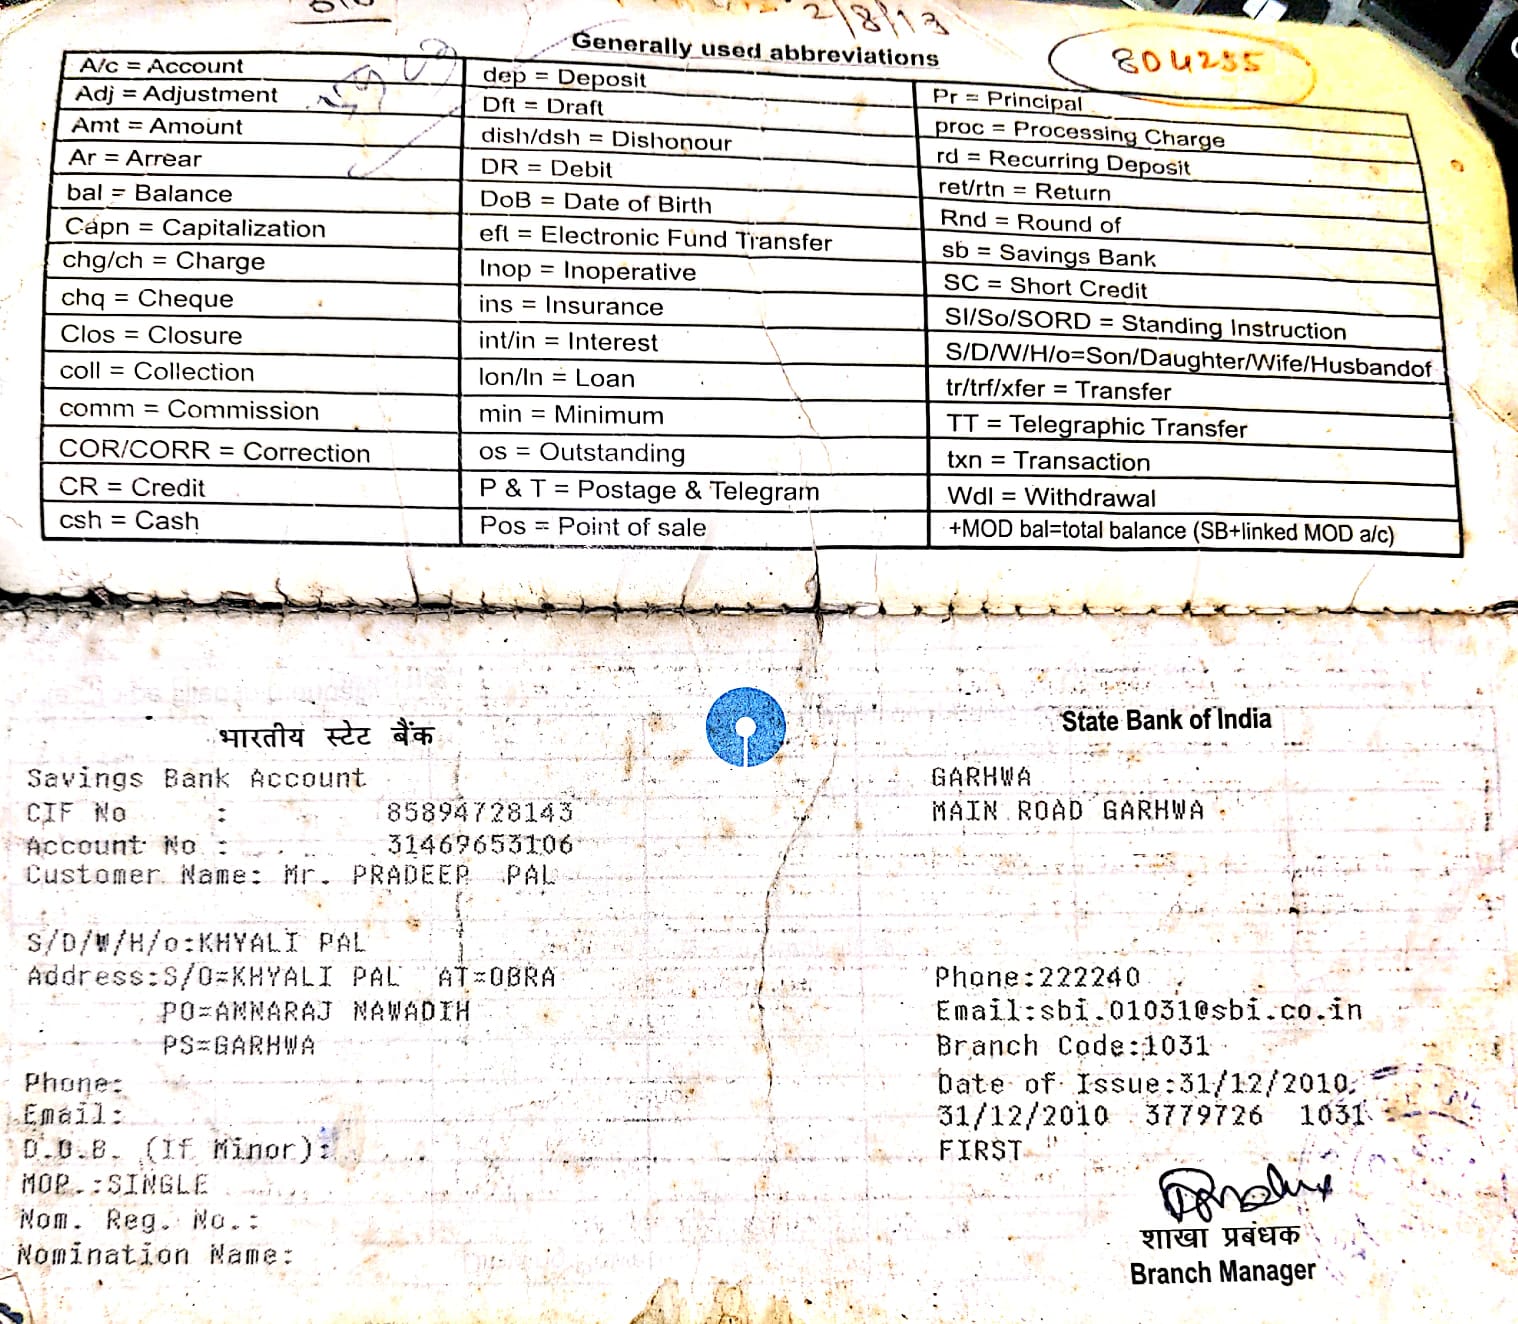 2/8/13
804255
Generally used abbreviations
A/c = Account
Adj = Adjustment
Amt = Amount
Ar = Arrear
bal = Balance
Capn = Capitalization
chg/ch = Charge
chq = Cheque
Clos = Closure
coll = Collection
comm = Commission
COR/CORR = Correction
CR = Credit
csh = Cash
dep = Deposit
Dft = Draft
dish/dsh = Dishonour
DR = Debit
DoB = Date of Birth
eft = Electronic Fund Transfer
Inop = Inoperative
ins = Insurance
int/in = Interest
lon/ln = Loan
min = Minimum
os = Outstanding
P & T = Postage & Telegram
Pos = Point of sale
Pr = Principal
proc = Processing Charge
rd = Recurring Deposit
ret/rtn = Return
Rnd = Round of
sb = Savings Bank
SC = Short Credit
SI/So/SORD = Standing Instruction
S/D/W/H/o=Son/Daughter/Wife/Husbandof
tr/trf/xfer = Transfer
TT = Telegraphic Transfer
txn = Transaction
Wdl = Withdrawal
+MOD bal=total balance (SB+linked MOD a/c)
भारतीय स्टेट बैंक
State Bank of India
Savings Bank Account
CIF No : 85894728143
Account No : 31469653106
Customer Name: Mr. PRADEEP PAL
S/D/W/H/o:KHYALI PAL
Address:S/O=KHYALI PAL AT=OBRA
PO=ANNARAJ NAWADIH
PS=GARHWA
Phone:
Email:
D.O.B. (If Minor):
MOP.:SINGLE
Nom. Reg. No.:
Nomination Name:
GARHWA
MAIN ROAD GARHWA
Phone:222240
Email:sbi.01031@sbi.co.in
Branch Code:1031
Date of Issue:31/12/2010
31/12/2010 3779726 1031
FIRST
शाखा प्रबंधक
Branch Manager